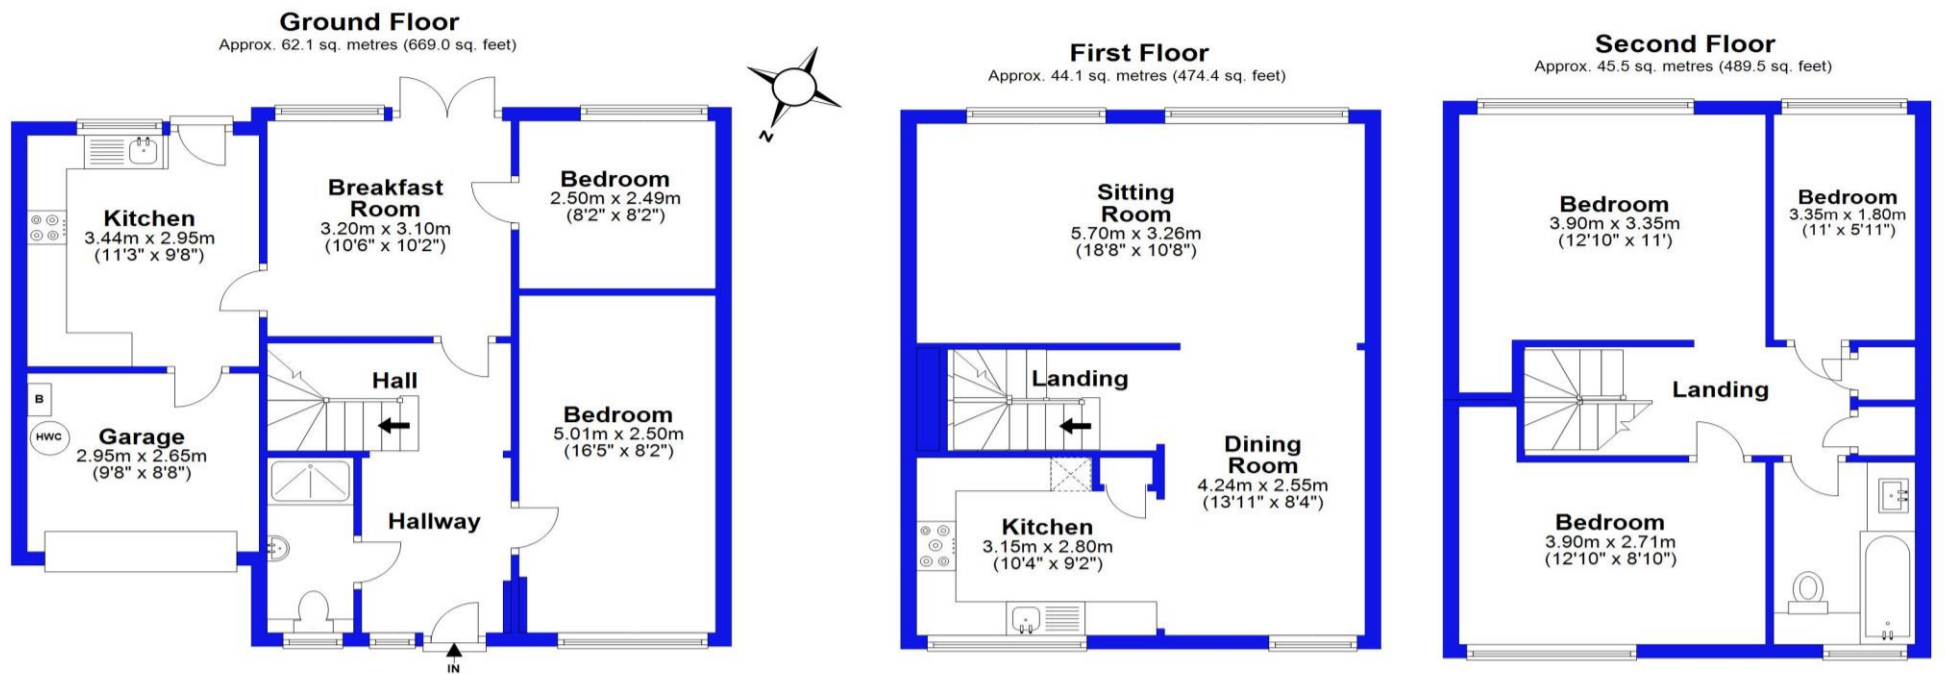 Ground Floor
Approx. 62.1 sq. metres (669.0 sq. feet)
Kitchen
3.44m x 2.95m
(11'3" x 9'8")
Breakfast
Room
3.20m x 3.10m
(10'6" x 10'2")
Bedroom
2.50m x 2.49m
(8'2" x 8'2")
Hall
Bedroom
5.01m x 2.50m
(16'5" x 8'2")
B
HWC
Garage
2.95m x 2.65m
(9'8" x 8'8")
Hallway
IN
N
First Floor
Approx. 44.1 sq. metres (474.4 sq. feet)
Sitting
Room
5.70m x 3.26m
(18'8" x 10'8")
Landing
Dining
Room
4.24m x 2.55m
(13'11" x 8'4")
Kitchen
3.15m x 2.80m
(10'4" x 9'2")
Second Floor
Approx. 45.5 sq. metres (489.5 sq. feet)
Bedroom
3.90m x 3.35m
(12'10" x 11')
Bedroom
3.35m x 1.80m
(11' x 5'11")
Landing
Bedroom
3.90m x 2.71m
(12'10" x 8'10")